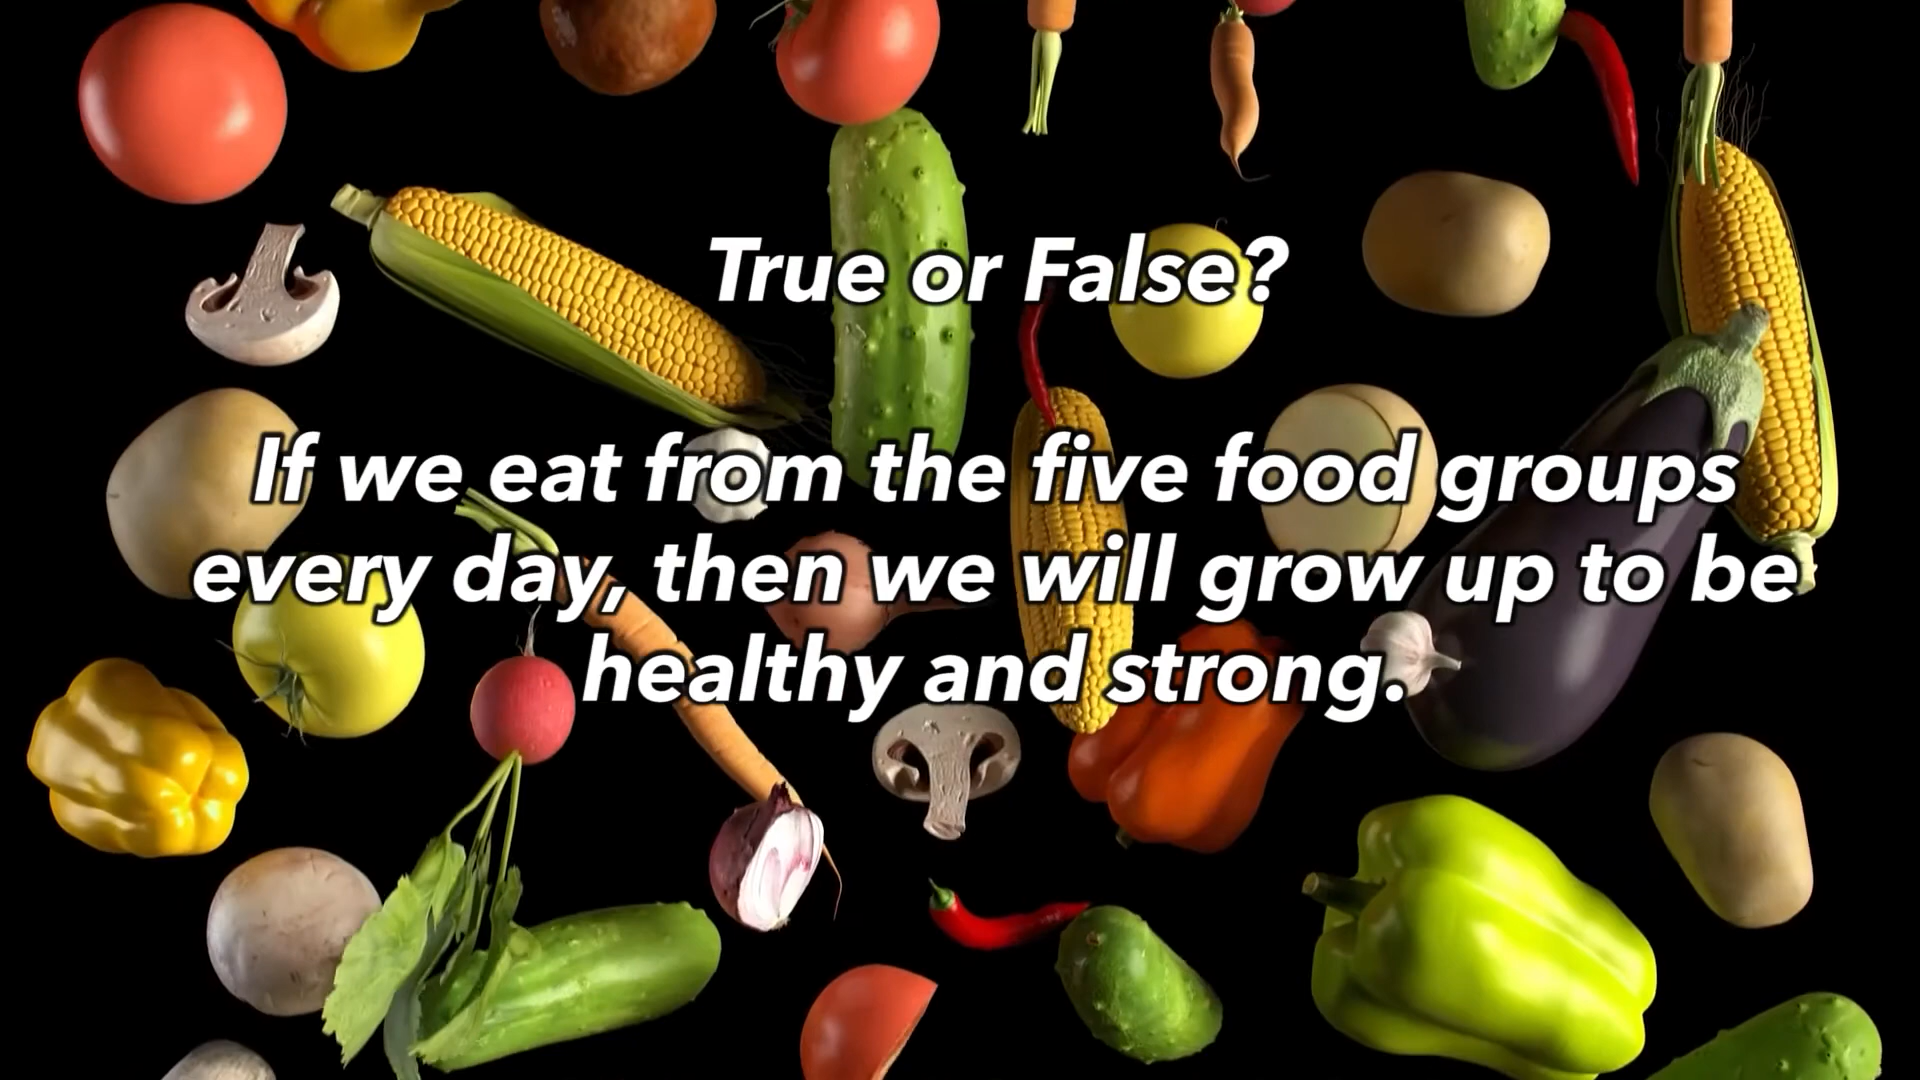 True or False?
If we eat from the five food groups
every day, then we will grow up to be
healthy and strong.